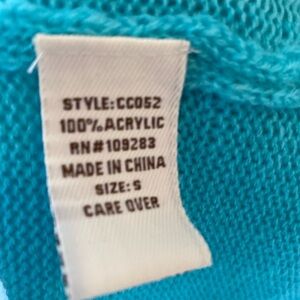 STYLE:CC052
100% ACRYLIC
RN#109283
MADE IN CHINA
SIZE: S
CARE OVER